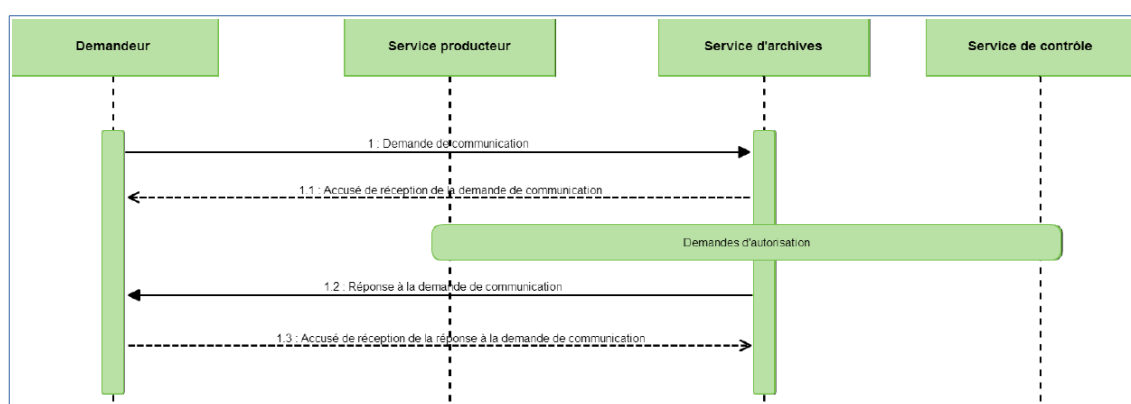 Demandeur
Service producteur
Service d'archives
Service de contrôle
1 : Demande de communication
1.1 : Accusé de réception de la demande de communication
Demandes d'autorisation
1.2 : Réponse à la demande de communication
1.3 : Accusé de réception de la réponse à la demande de communication